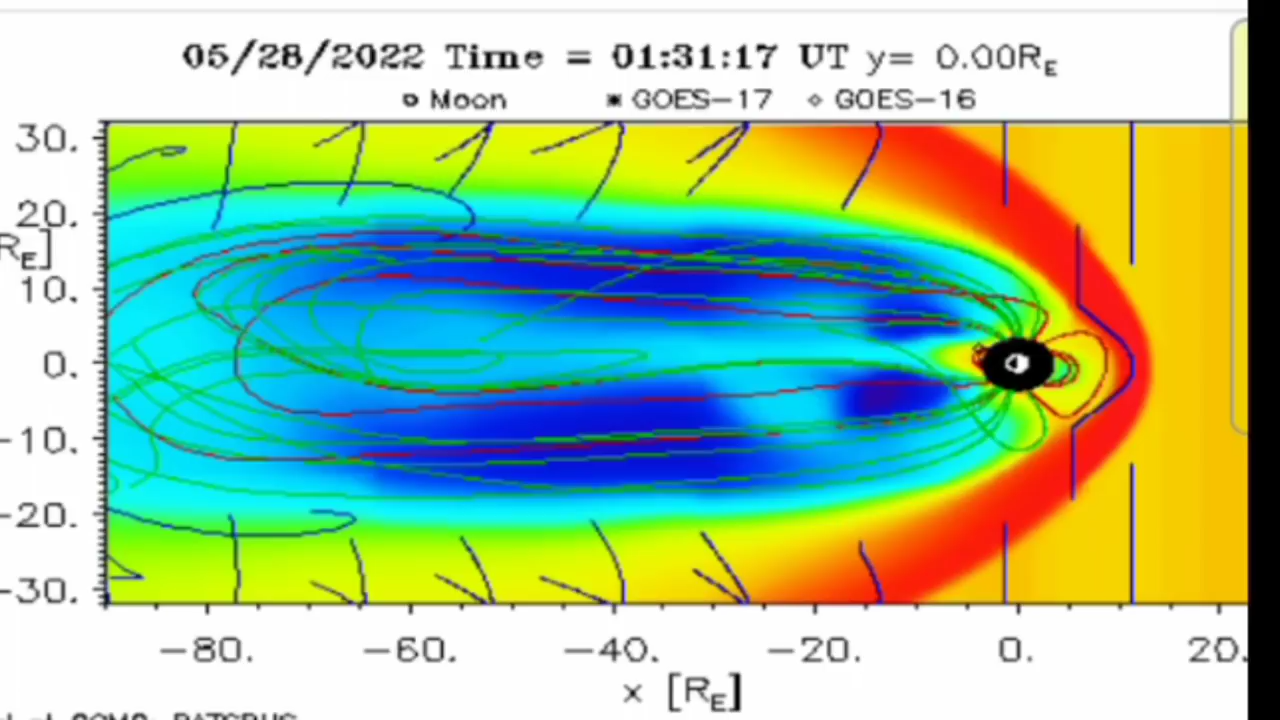 05/28/2022 Time = 01:31:17 UT y= 0.00RE
Moon GOES-17 GOES-16
30.
20.
RE]
10.
0.
-10.
-20.
-30.
-80. -60. -40. -20. 0. 20.
x [RE]